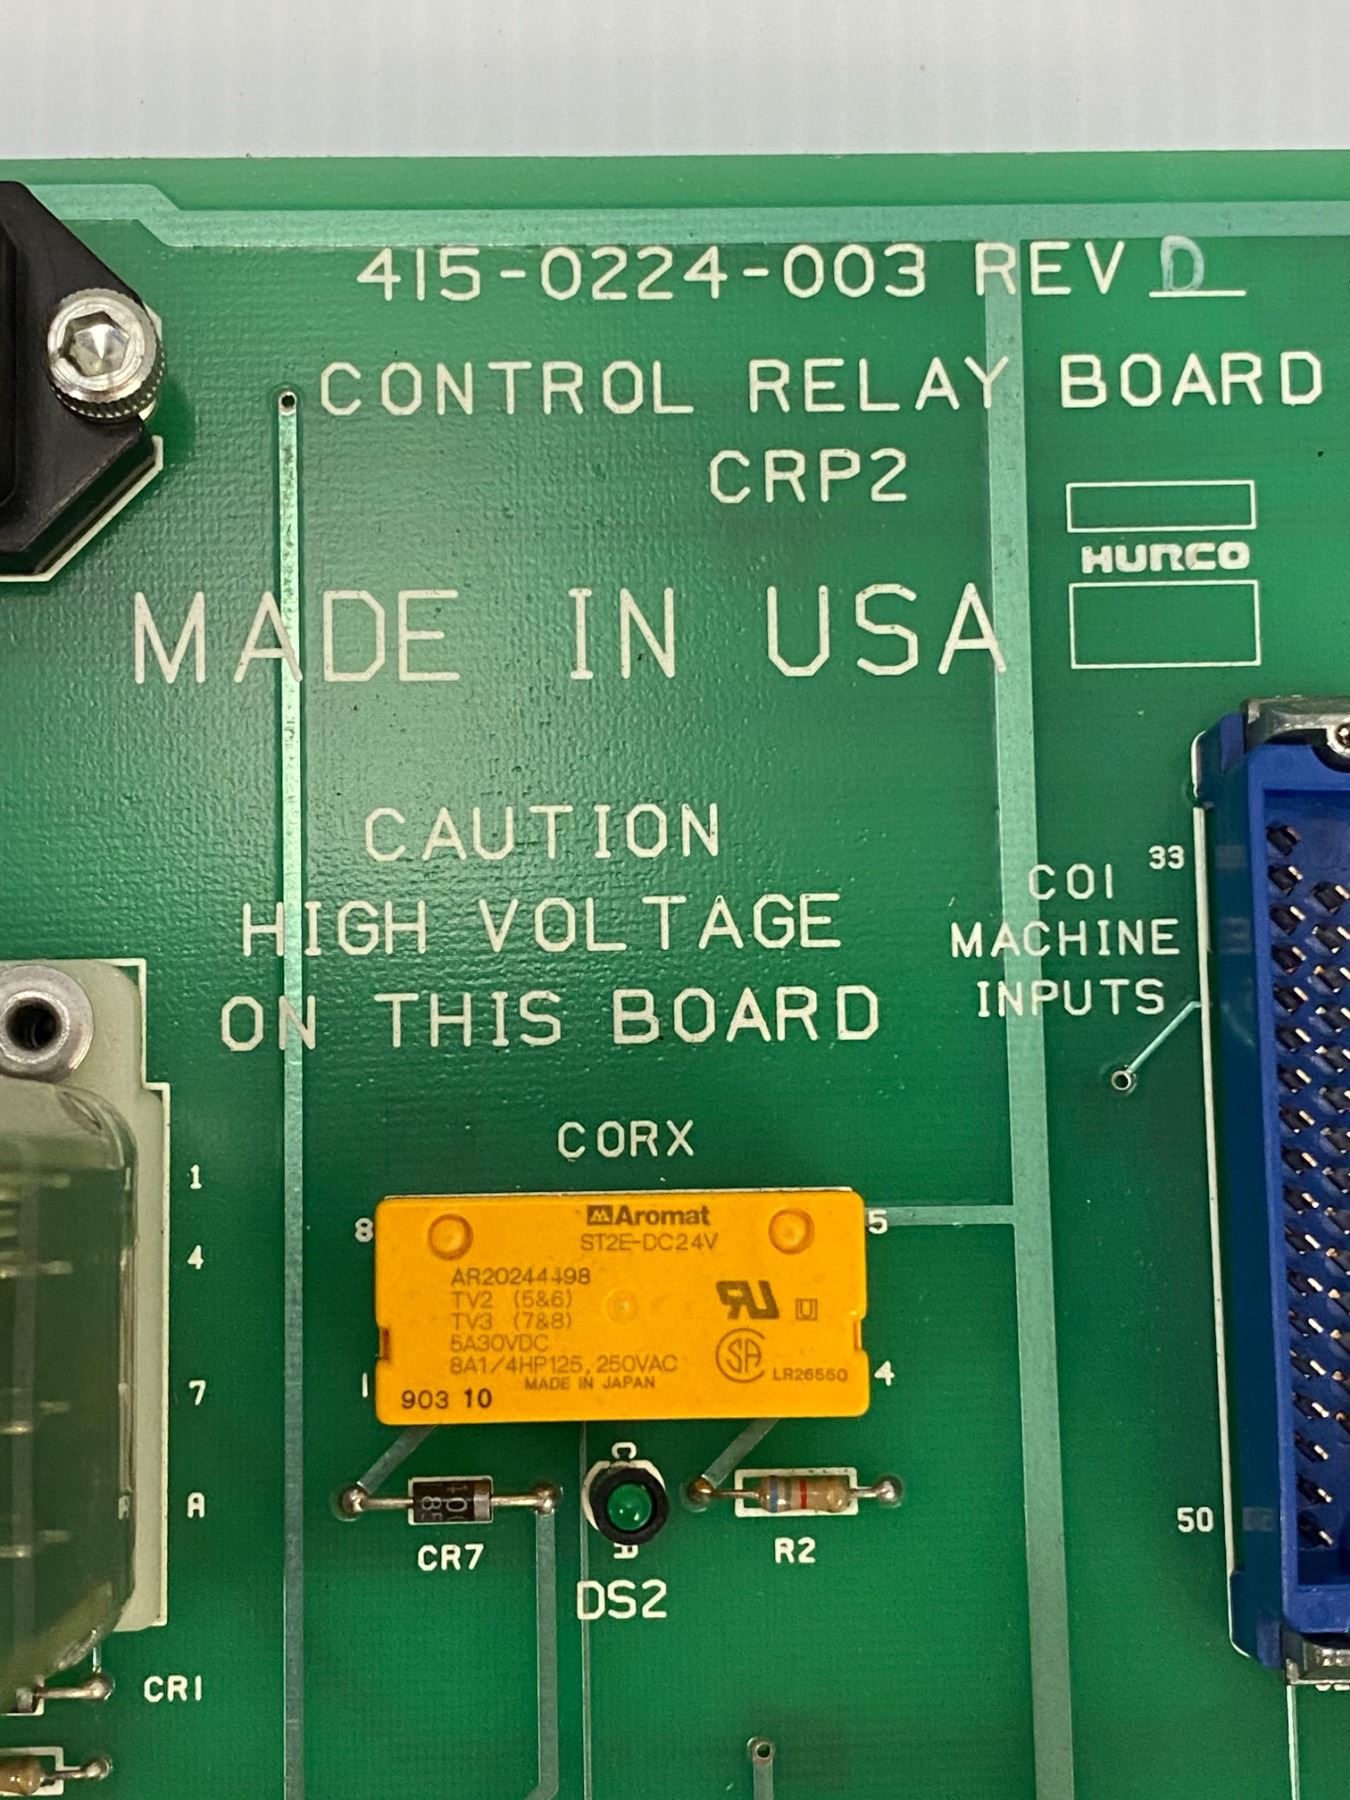 415-0224-003 REV D
CONTROL RELAY BOARD
CRP2
HURCO
MADE IN USA
CAUTION
HIGH VOLTAGE
ON THIS BOARD
CO1
MACHINE
INPUTS
33
50
CORX
8
5
1
4
Aromat
ST2E-DC24V
AR20244498
TV2 (5&6)
TV3 (7&8)
5A30VDC
8A1/4HP125, 250VAC
MADE IN JAPAN
LR26550
903 10
1
4
7
A
A
C
A
CR7
DS2
R2
CR1